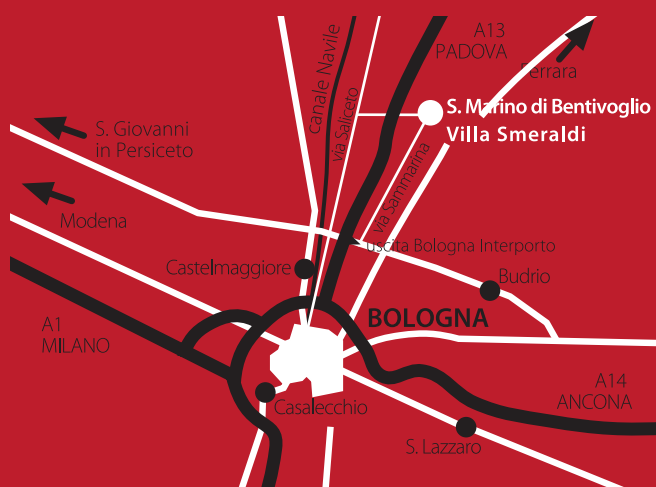 A13
PADOVA
Ferrara
canale Navile
via Saliceto
S. Marino di Bentivoglio
Villa Smeraldi
S. Giovanni
in Persiceto
via Sammarina
Modena
uscita Bologna Interporto
Castelmaggiore
Budrio
BOLOGNA
A1
MILANO
A14
ANCONA
Casalecchio
S. Lazzaro